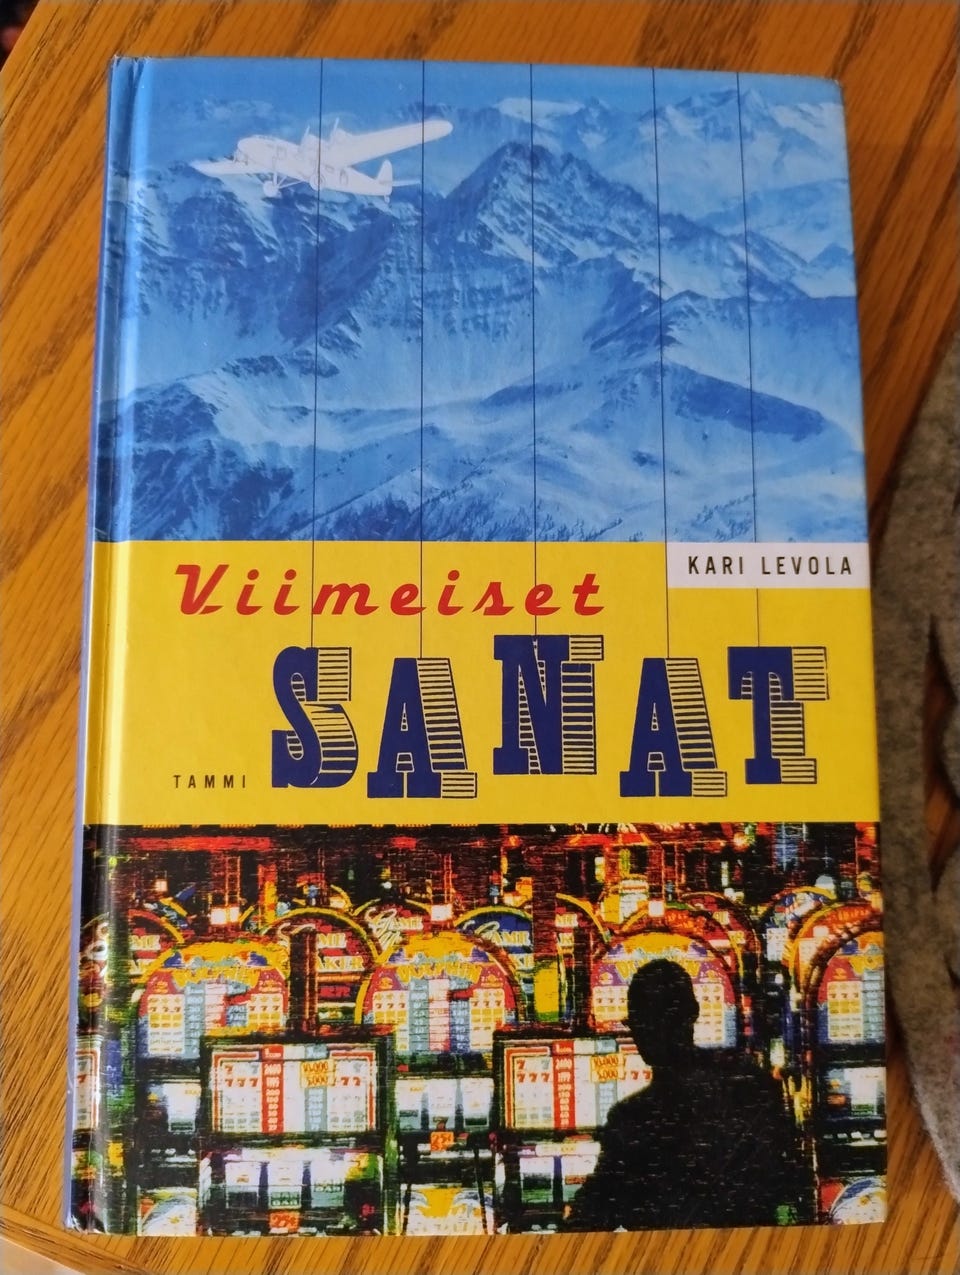 KARI LEVOLA
Viimeiset
SANAT
TAMMI